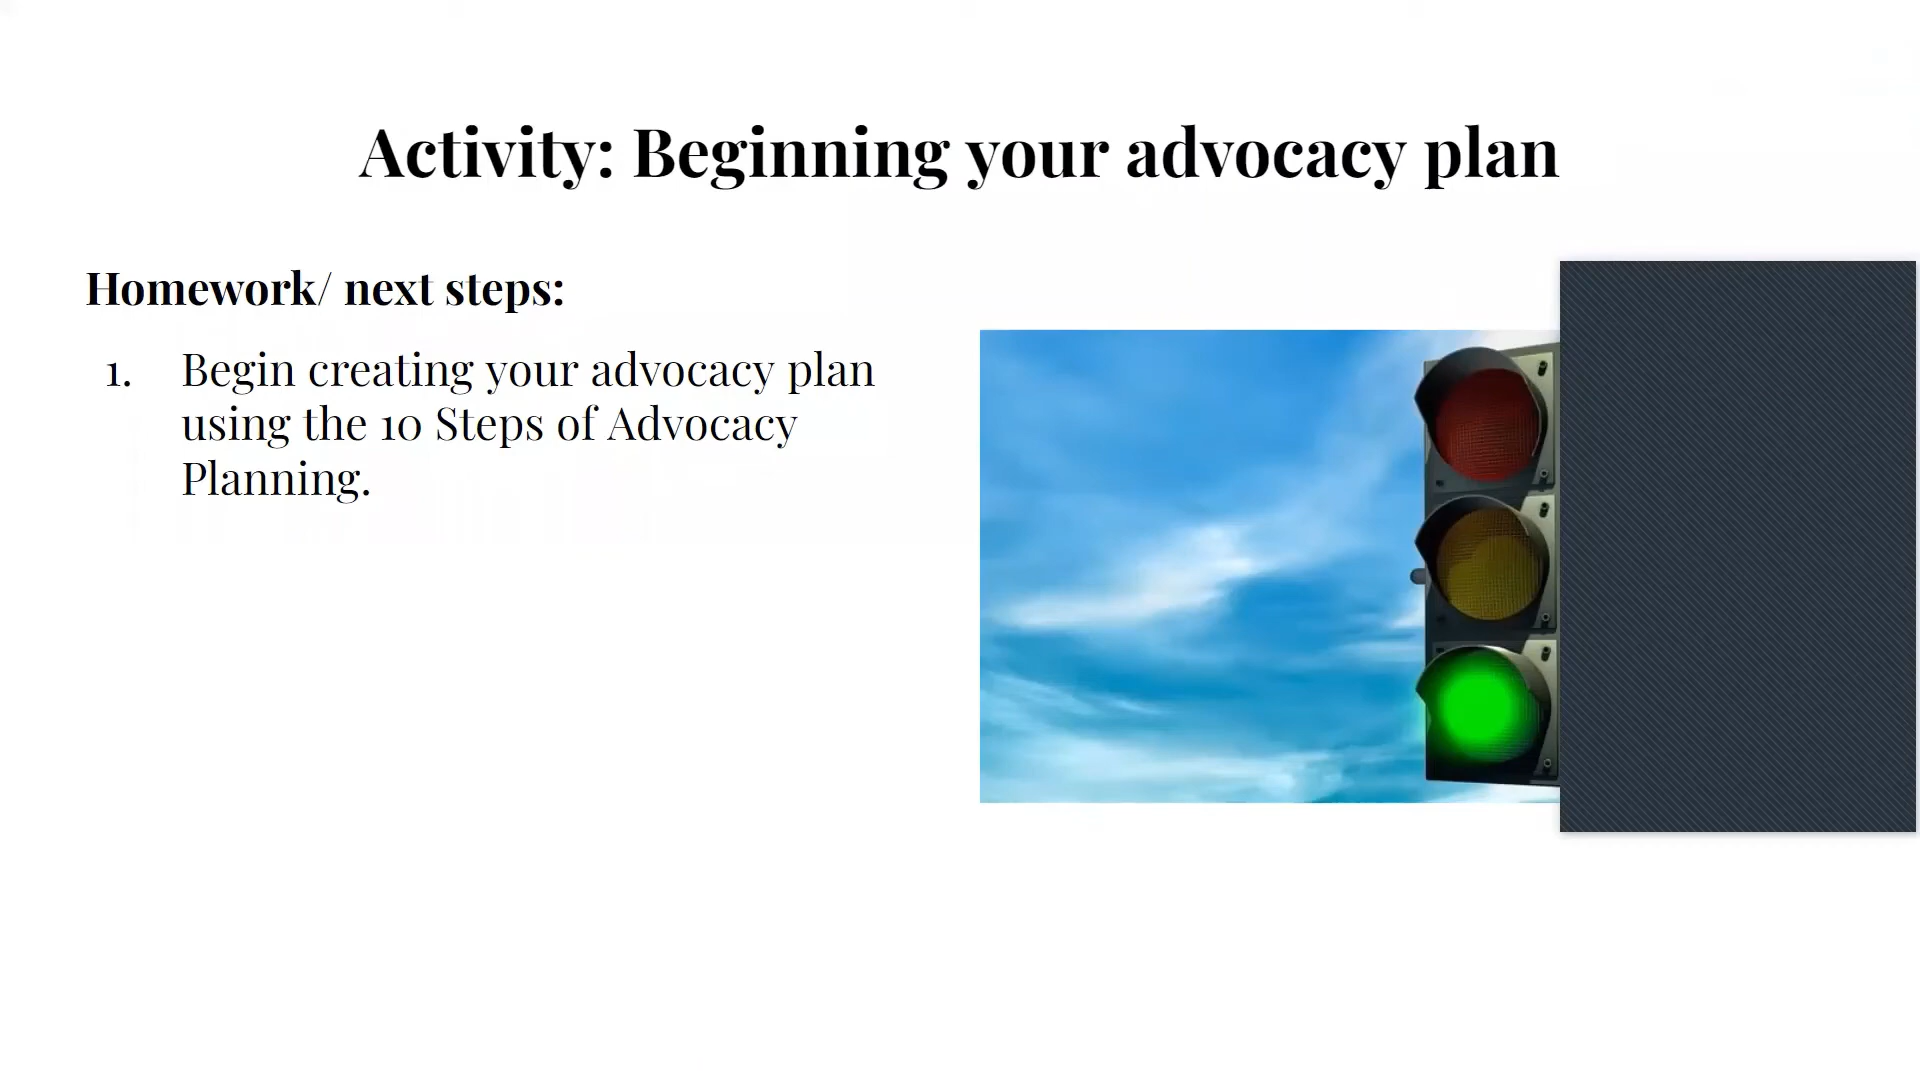 Activity: Beginning your advocacy plan
Homework/ next steps:
1. Begin creating your advocacy plan
using the 10 Steps of Advocacy
Planning.